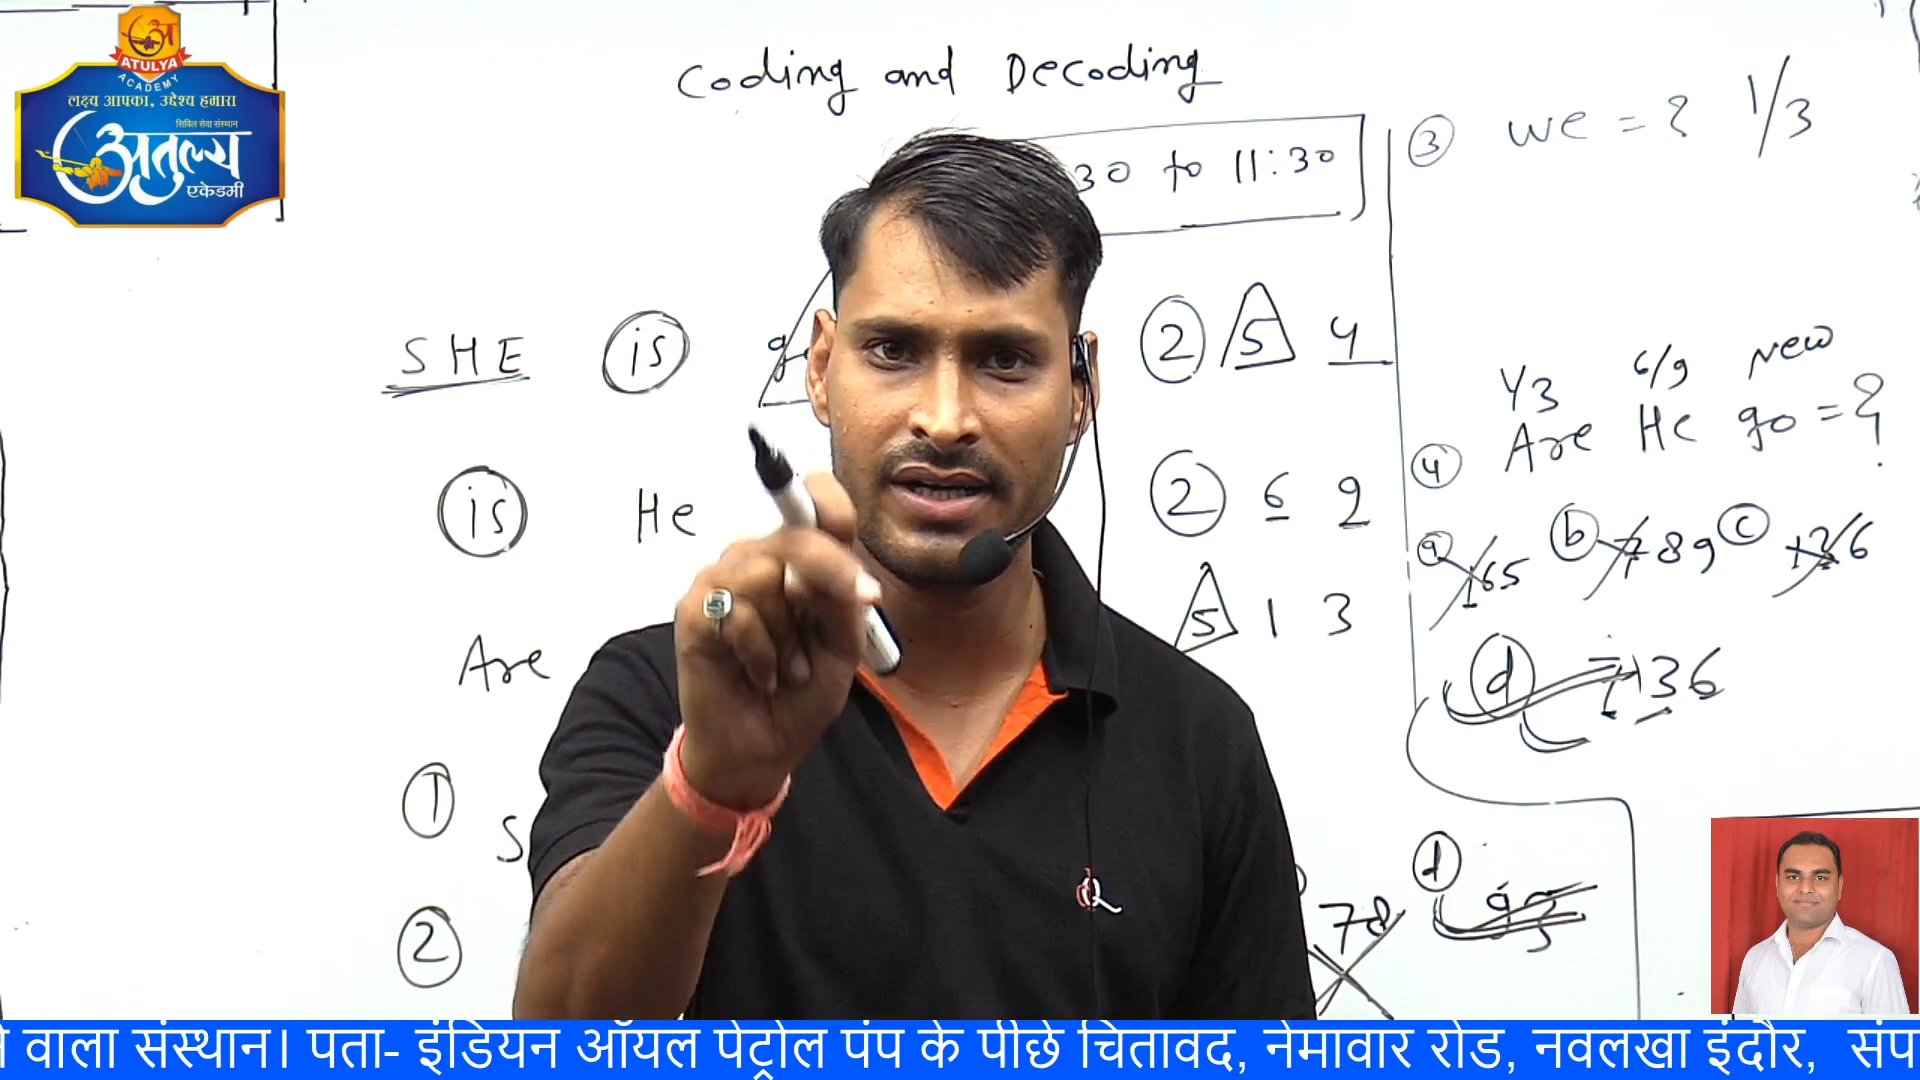 ATULYA
ACADEMY
लक्ष्य आपका, उद्देश्य हमारा
सिविल सेवा संस्थान
अतुल्य
एकेडमी
Coding and Decoding
30 to 11:30
SHE is 2 5 4
is He 2 6 9
Are 5 1 3
①
②
③ we = ? 1/3
1/3 6/9 New
④ Are He go = ?
ⓐ 165 ⓑ 789 ⓒ 126
ⓓ 7136
78 ⓓ
वाला संस्थान। पता- इंडियन ऑयल पेट्रोल पंप के पीछे चितावद, नेमावार रोड, नवलखा इंदौर, संप